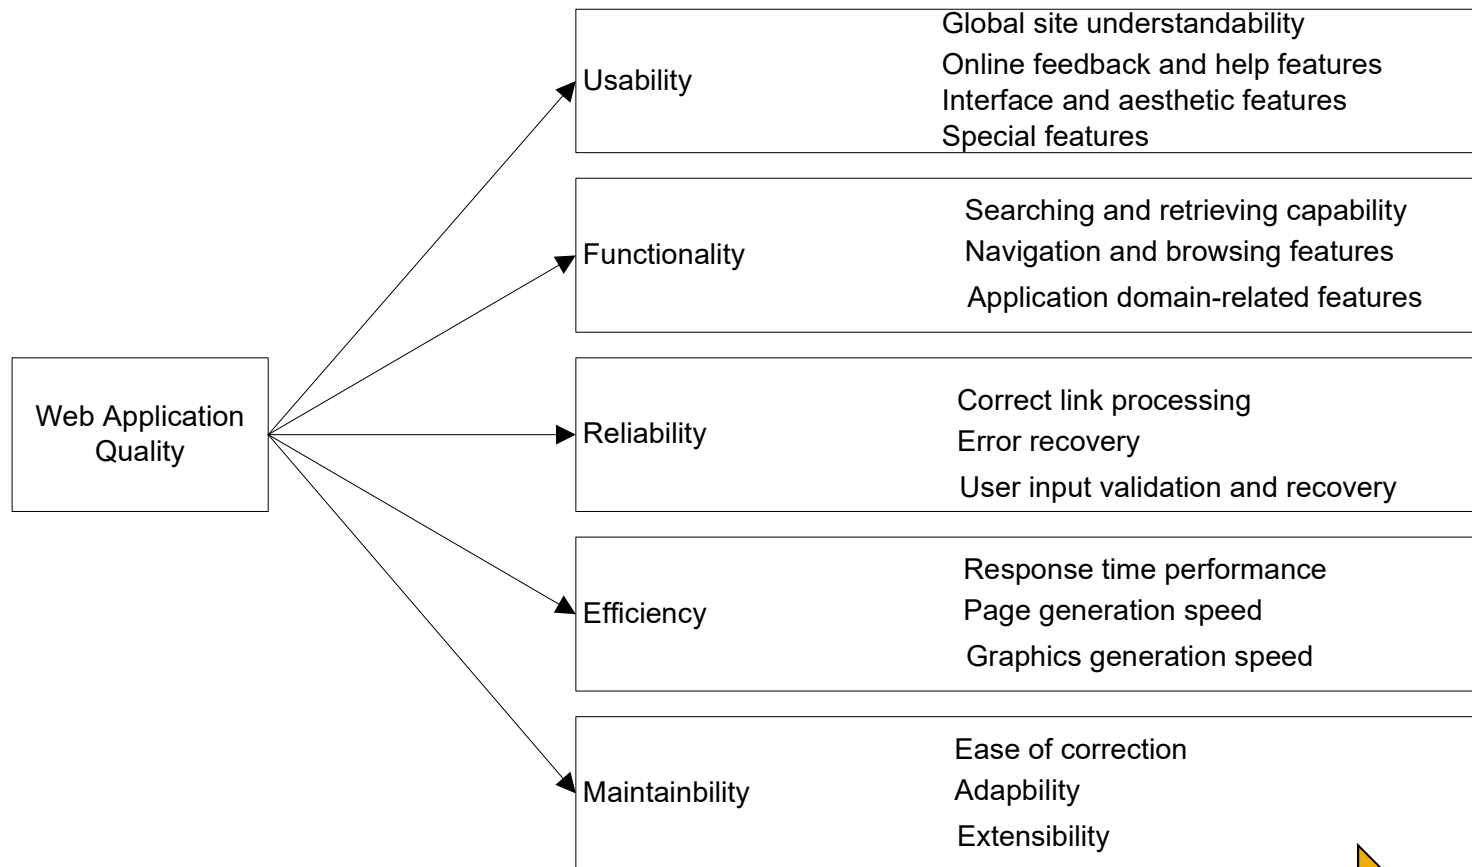 Web Application
Quality
Usability
Global site understandability
Online feedback and help features
Interface and aesthetic features
Special features
Functionality
Searching and retrieving capability
Navigation and browsing features
Application domain-related features
Reliability
Correct link processing
Error recovery
User input validation and recovery
Efficiency
Response time performance
Page generation speed
Graphics generation speed
Maintainbility
Ease of correction
Adapbility
Extensibility